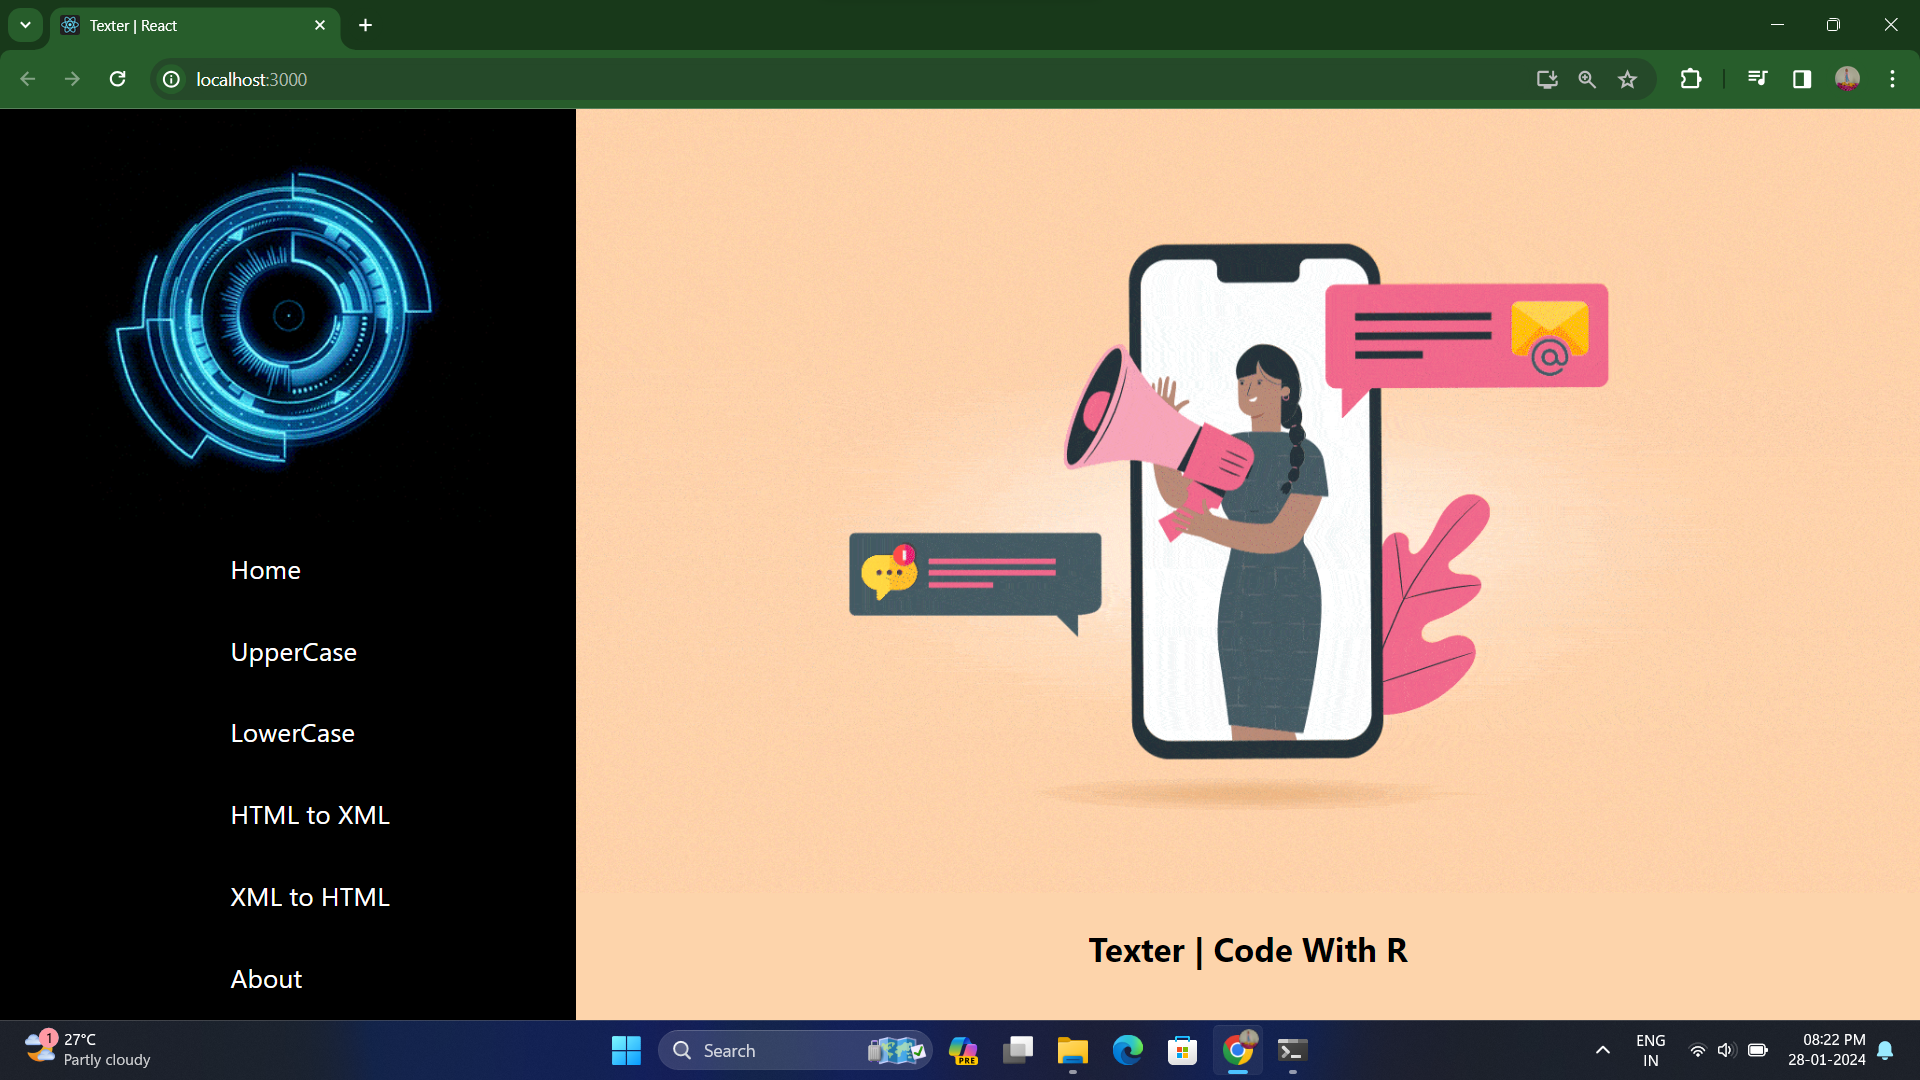 Texter | React
localhost:3000
Home
UpperCase
LowerCase
HTML to XML
XML to HTML
About
@
Texter | Code With R
1
27°C
Partly cloudy
Search
PRE
ENG
IN
08:22 PM
28-01-2024